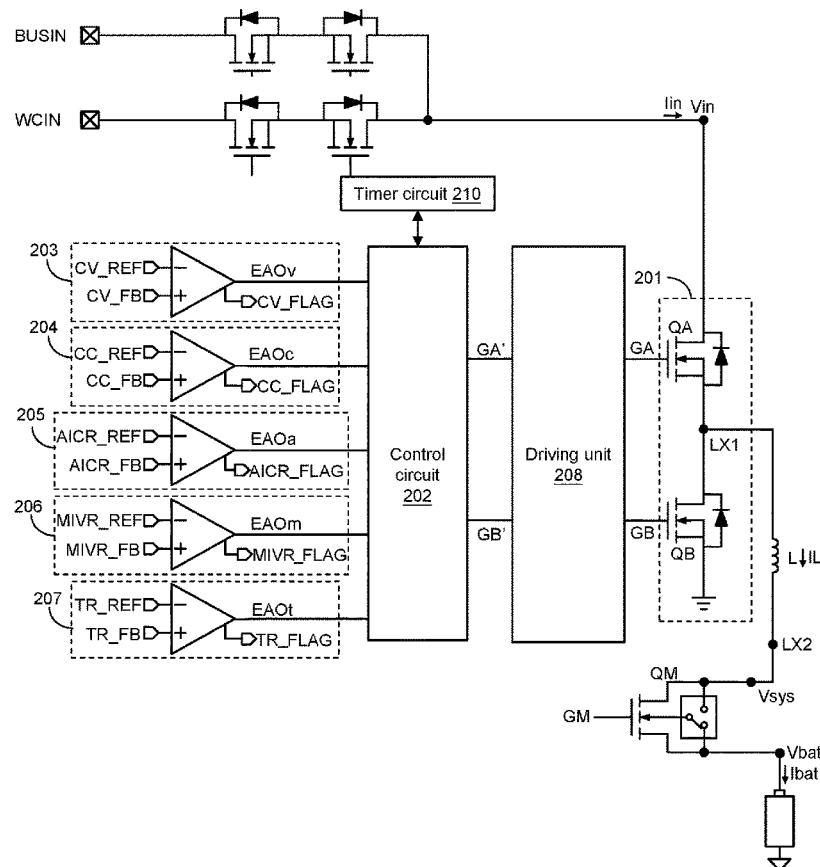 BUSIN
WCIN
Iin
Vin
Timer circuit 210
203
CV_REF
CV_FB
EAOv
CV_FLAG
204
CC_REF
CC_FB
EAOc
CC_FLAG
205
AICR_REF
AICR_FB
EAOa
AICR_FLAG
206
MIVR_REF
MIVR_FB
EAOm
MIVR_FLAG
207
TR_REF
TR_FB
EAOt
TR_FLAG
Control
circuit
202
GA'
GB'
Driving unit
208
GA
GB
201
QA
QB
LX1
L
IL
LX2
QM
Vsys
GM
Vbat
Ibat